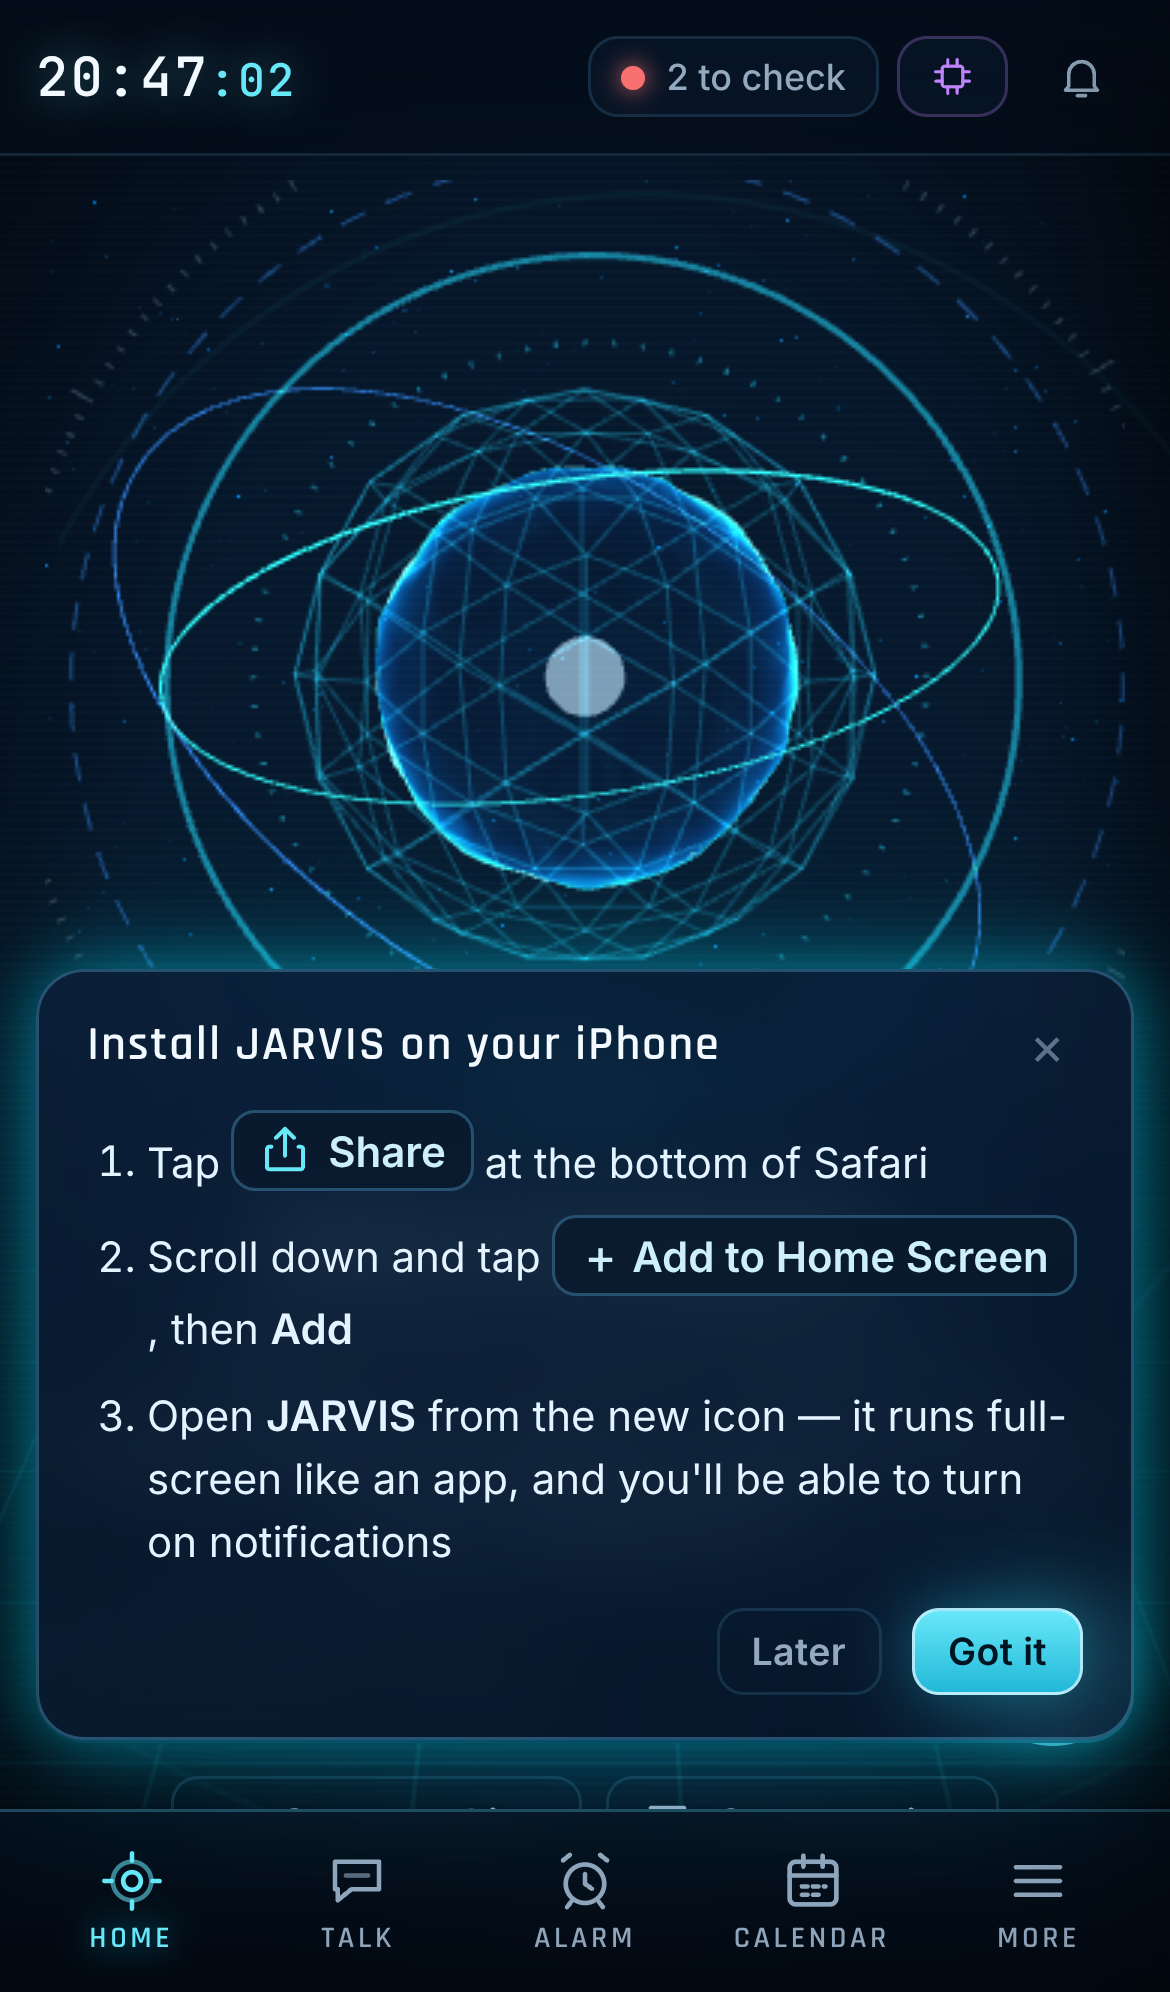 20:47:02
2 to check
Install JARVIS on your iPhone
×
1. Tap Share at the bottom of Safari
2. Scroll down and tap + Add to Home Screen
, then Add
3. Open JARVIS from the new icon — it runs full-
screen like an app, and you'll be able to turn
on notifications
Later
Got it
HOME
TALK
ALARM
CALENDAR
MORE